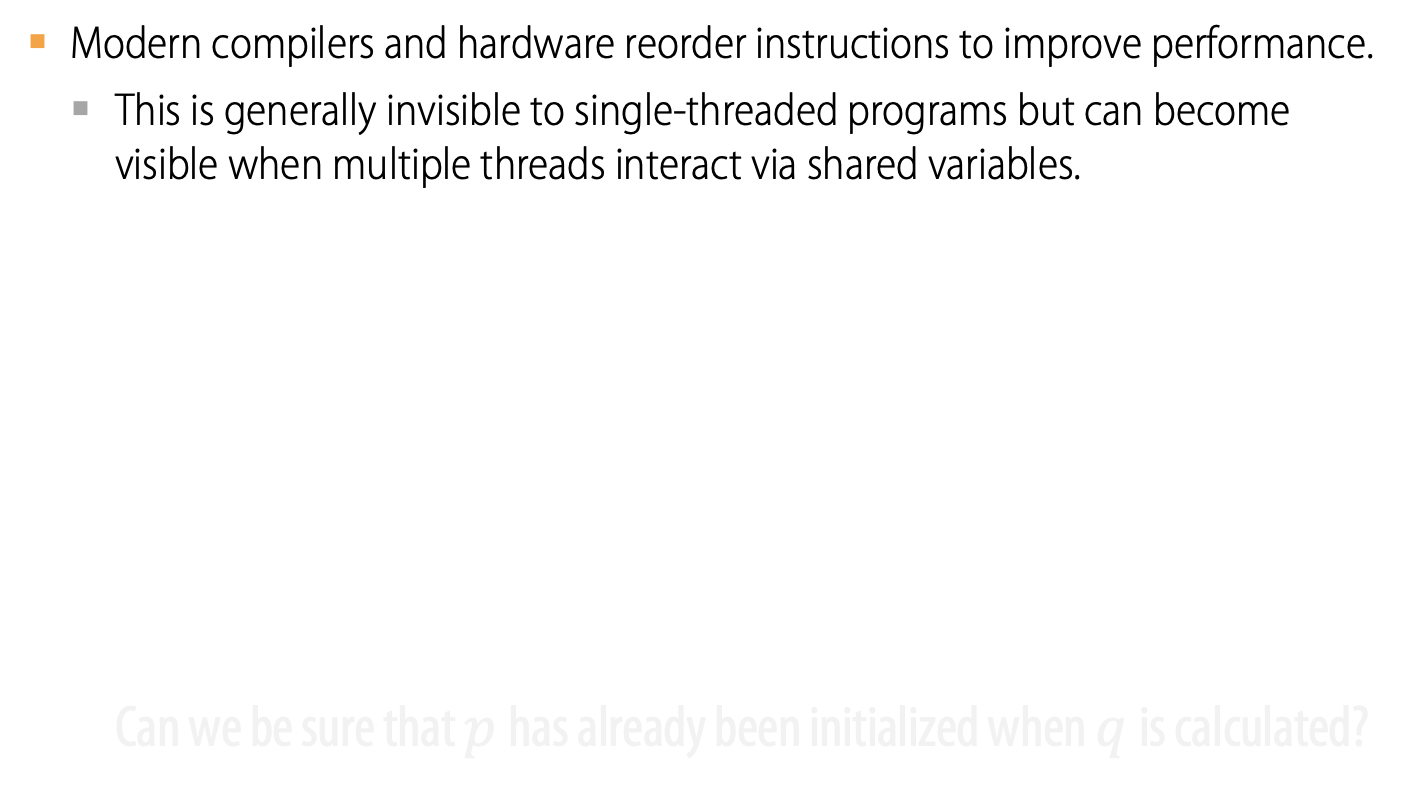 Modern compilers and hardware reorder instructions to improve performance.
This is generally invisible to single-threaded programs but can become
visible when multiple threads interact via shared variables.
Can we be sure that p has already been initialized when q is calculated?